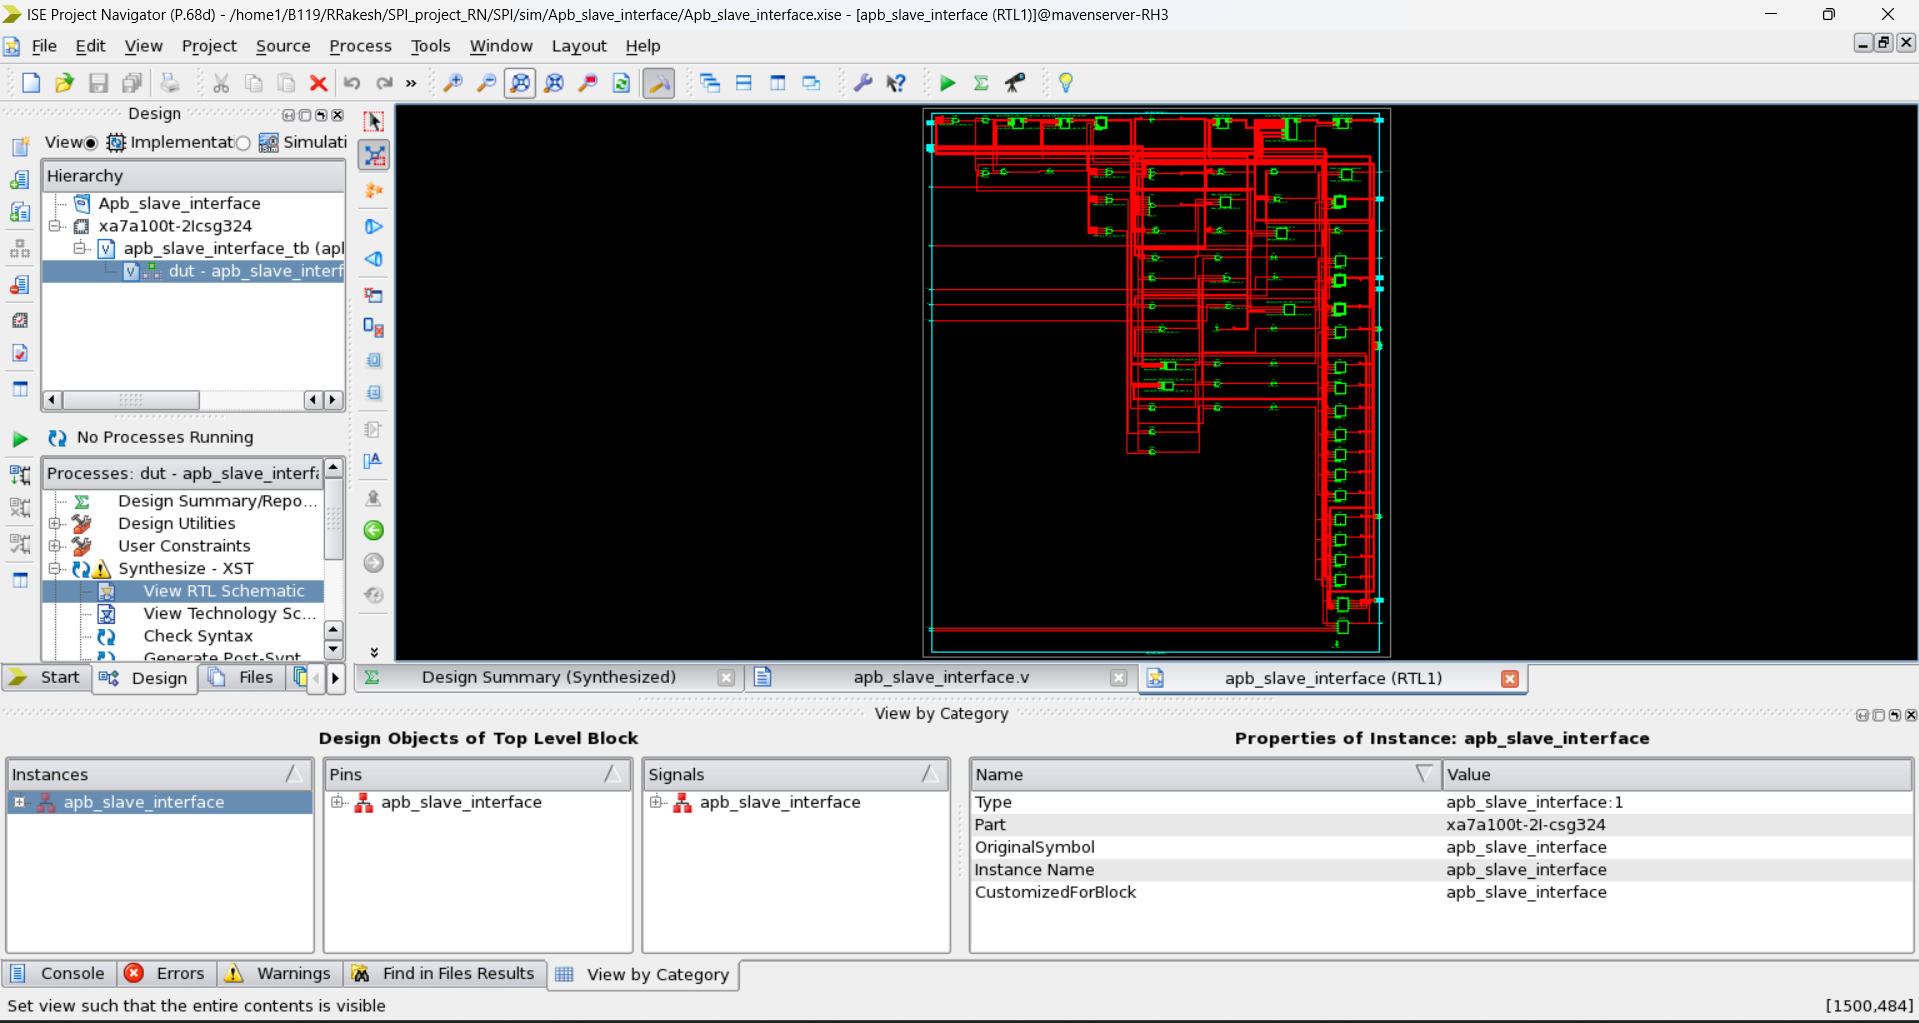 ISE Project Navigator (P.68d) - /home1/B119/RRakesh/SPI_project_RN/SPI/sim/Apb_slave_interface/Apb_slave_interface.xise - [apb_slave_interface (RTL1)]@mavenserver-RH3
File Edit View Project Source Process Tools Window Layout Help
Design
View Implementat Simulati
Hierarchy
Apb_slave_interface
xa7a100t-2Icsg324
apb_slave_interface_tb (apl
dut - apb_slave_interf
No Processes Running
Processes: dut - apb_slave_interfa
Design Summary/Repo...
Design Utilities
User Constraints
Synthesize - XST
View RTL Schematic
View Technology Sc...
Check Syntax
Generate Post-Synt
Start Design Files
Design Summary (Synthesized) apb_slave_interface.v apb_slave_interface (RTL1)
View by Category
Design Objects of Top Level Block Properties of Instance: apb_slave_interface
Instances Pins Signals Name Value
apb_slave_interface apb_slave_interface apb_slave_interface Type apb_slave_interface:1
Part xa7a100t-2I-csg324
OriginalSymbol apb_slave_interface
Instance Name apb_slave_interface
CustomizedForBlock apb_slave_interface
Console Errors Warnings Find in Files Results View by Category
Set view such that the entire contents is visible [1500,484]